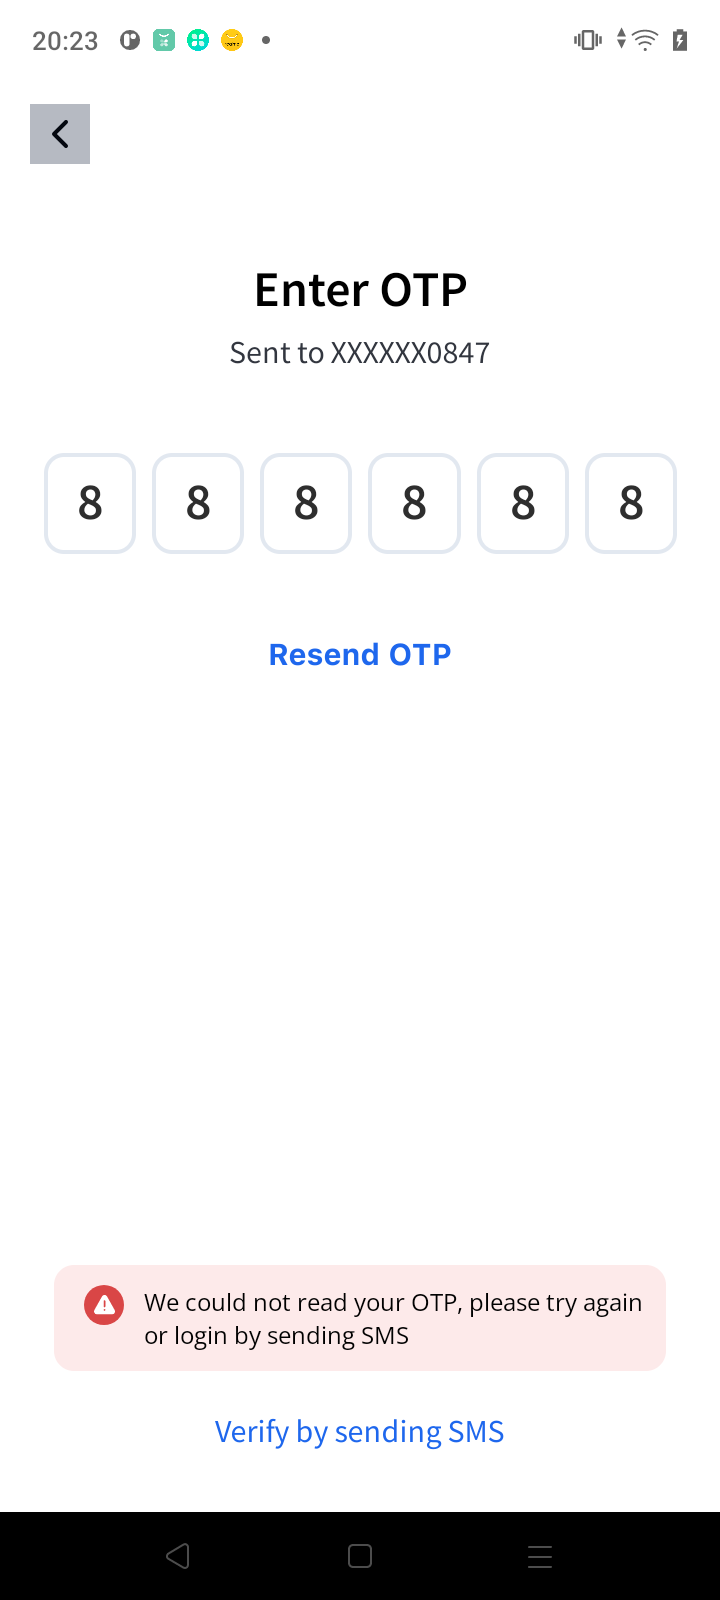 20:23
Enter OTP
Sent to XXXXXX0847
8 8 8 8 8 8
Resend OTP
We could not read your OTP, please try again
or login by sending SMS
Verify by sending SMS